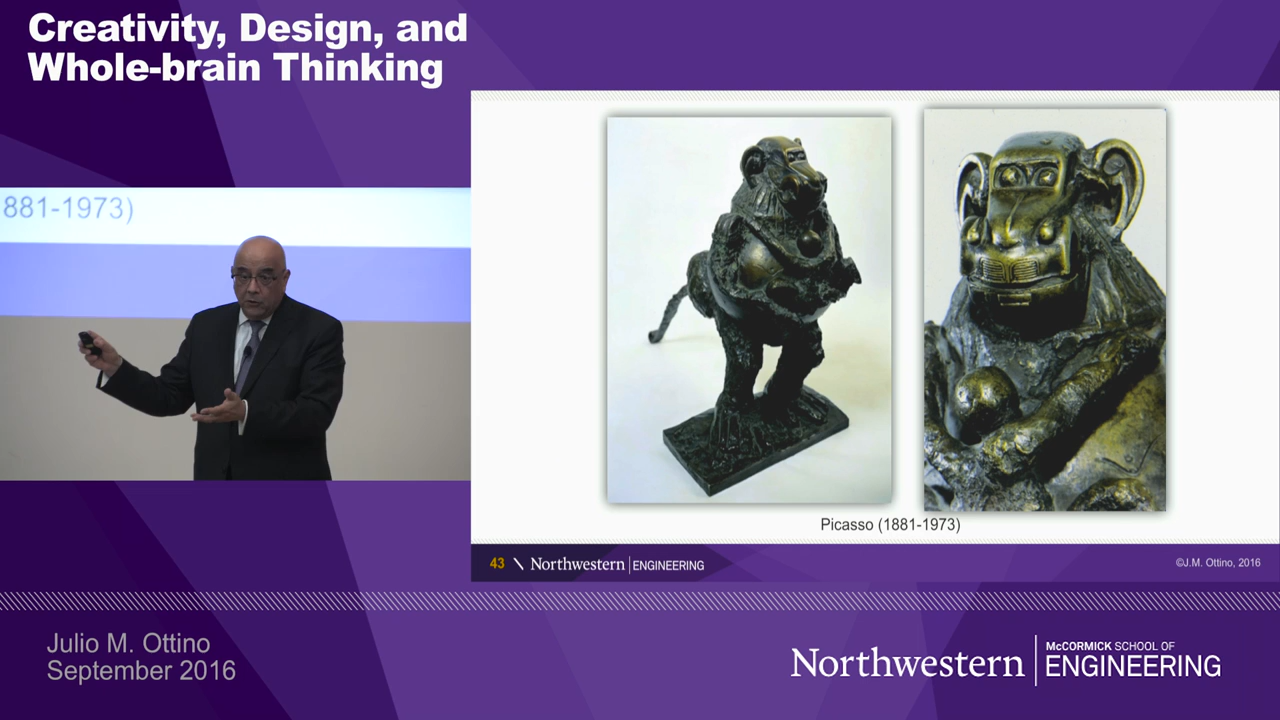 Creativity, Design, and
Whole-brain Thinking
881-1973)
Picasso (1881-1973)
43 \ Northwestern | ENGINEERING
©J.M. Ottino, 2016
Julio M. Ottino
September 2016
Northwestern
McCORMICK SCHOOL OF
ENGINEERING